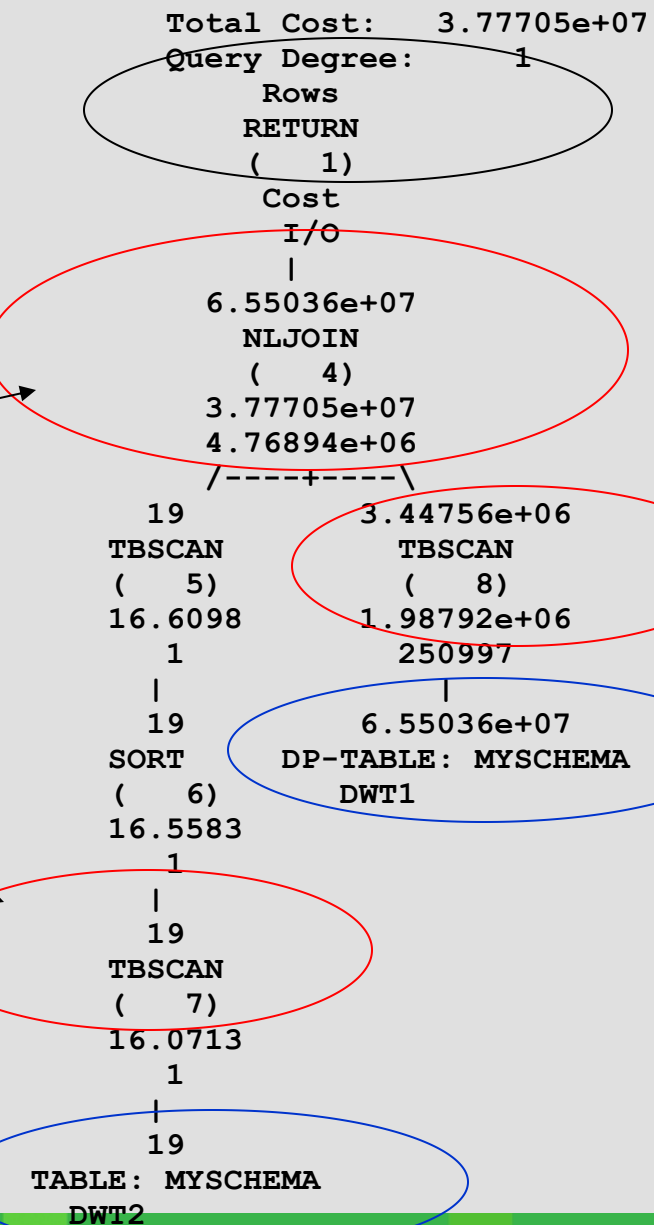 Total Cost: 3.77705e+07
Query Degree: 1
Rows
RETURN
( 1)
Cost
I/O
|
6.55036e+07
NLJOIN
( 4)
3.77705e+07
4.76894e+06
/----+----\
19 3.44756e+06
TBSCAN TBSCAN
( 5) ( 8)
16.6098 1.98792e+06
1 250997
| |
19 6.55036e+07
SORT DP-TABLE: MYSCHEMA
( 6) DWT1
16.5583
1
|
19
TBSCAN
( 7)
16.0713
1
|
19
TABLE: MYSCHEMA
DWT2